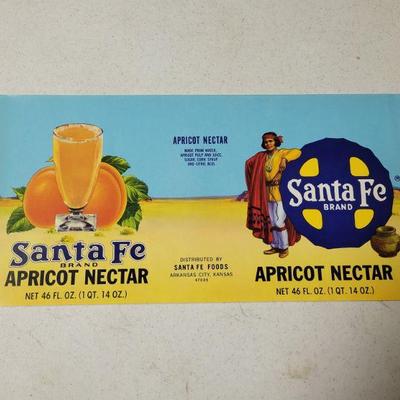 Santa Fe
BRAND
APRICOT NECTAR
NET 46 FL. OZ. (1 QT. 14 OZ.)
APRICOT NECTAR
MADE FROM WATER,
APRICOT PULP AND JUICE,
SUGAR, CORN SYRUP
AND CITRIC ACID.
DISTRIBUTED BY
SANTA FE FOODS
ARKANSAS CITY, KANSAS
67005
Santa Fe
BRAND
APRICOT NECTAR
NET 46 FL. OZ. (1 QT. 14 OZ.)